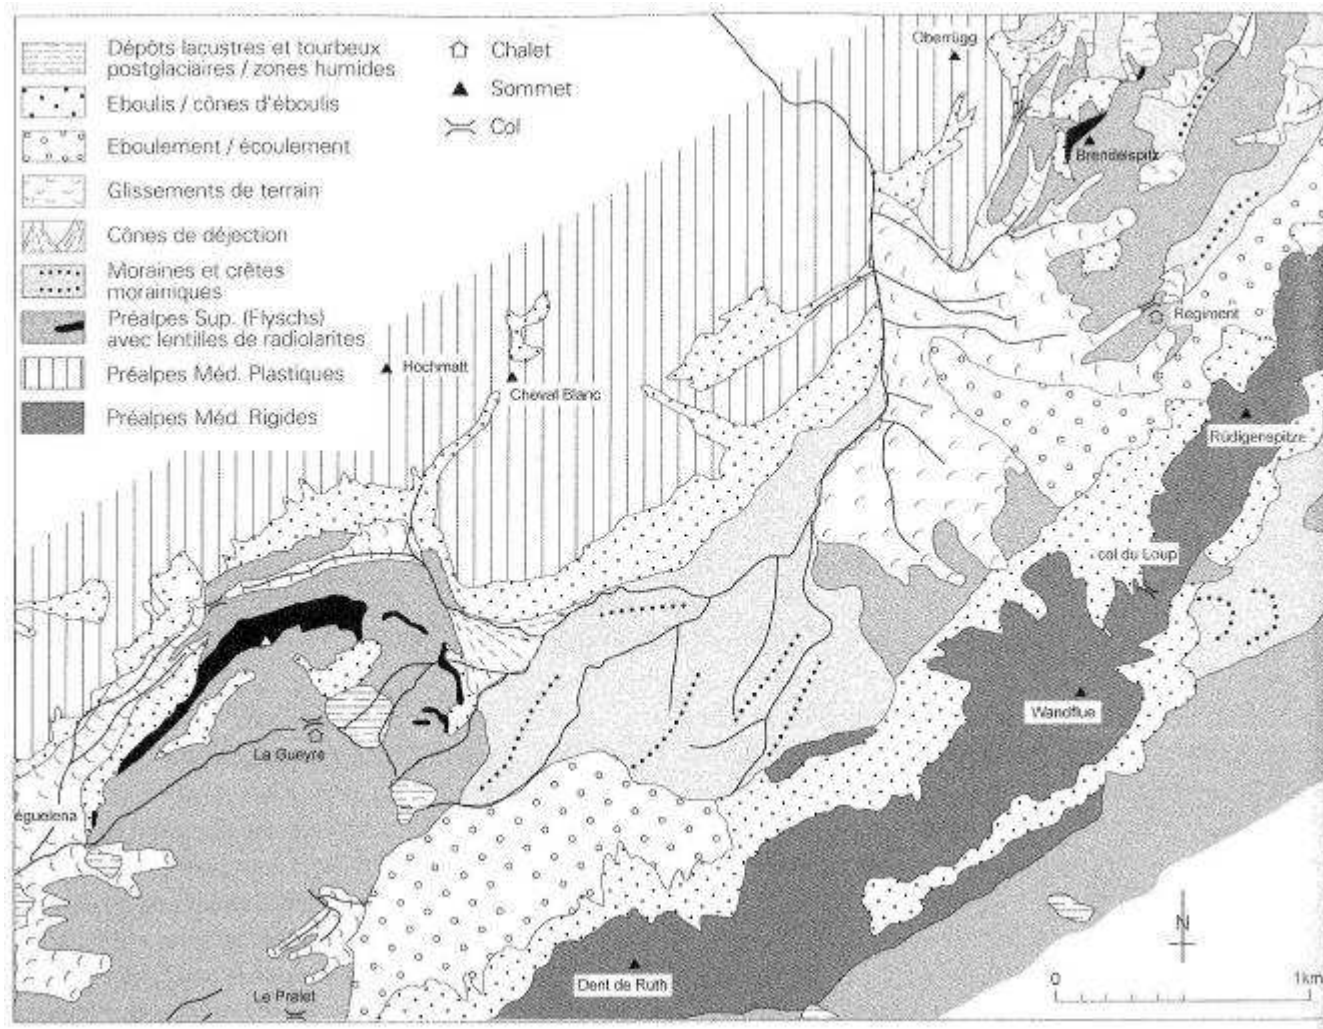 Dépôts lacustres et tourbeux
postglaciaires / zones humides
Eboulis / cônes d'éboulis
Eboulement / écoulement
Glissements de terrain
Cônes de déjection
Moraines et crêtes
morainiques
Préalpes Sup. (Flyschs)
avec lentilles de radiolarites
Préalpes Méd. Plastiques
Préalpes Méd. Rigides
Chalet
Sommet
Col
Oberrügg
Brendelspitz
Regiment
Hochmatt
Cheval Blanc
Rüdigenspitze
col du Loup
Wandflue
La Gueyre
éguelena
Dent de Ruth
Le Pralet
N
0 1km